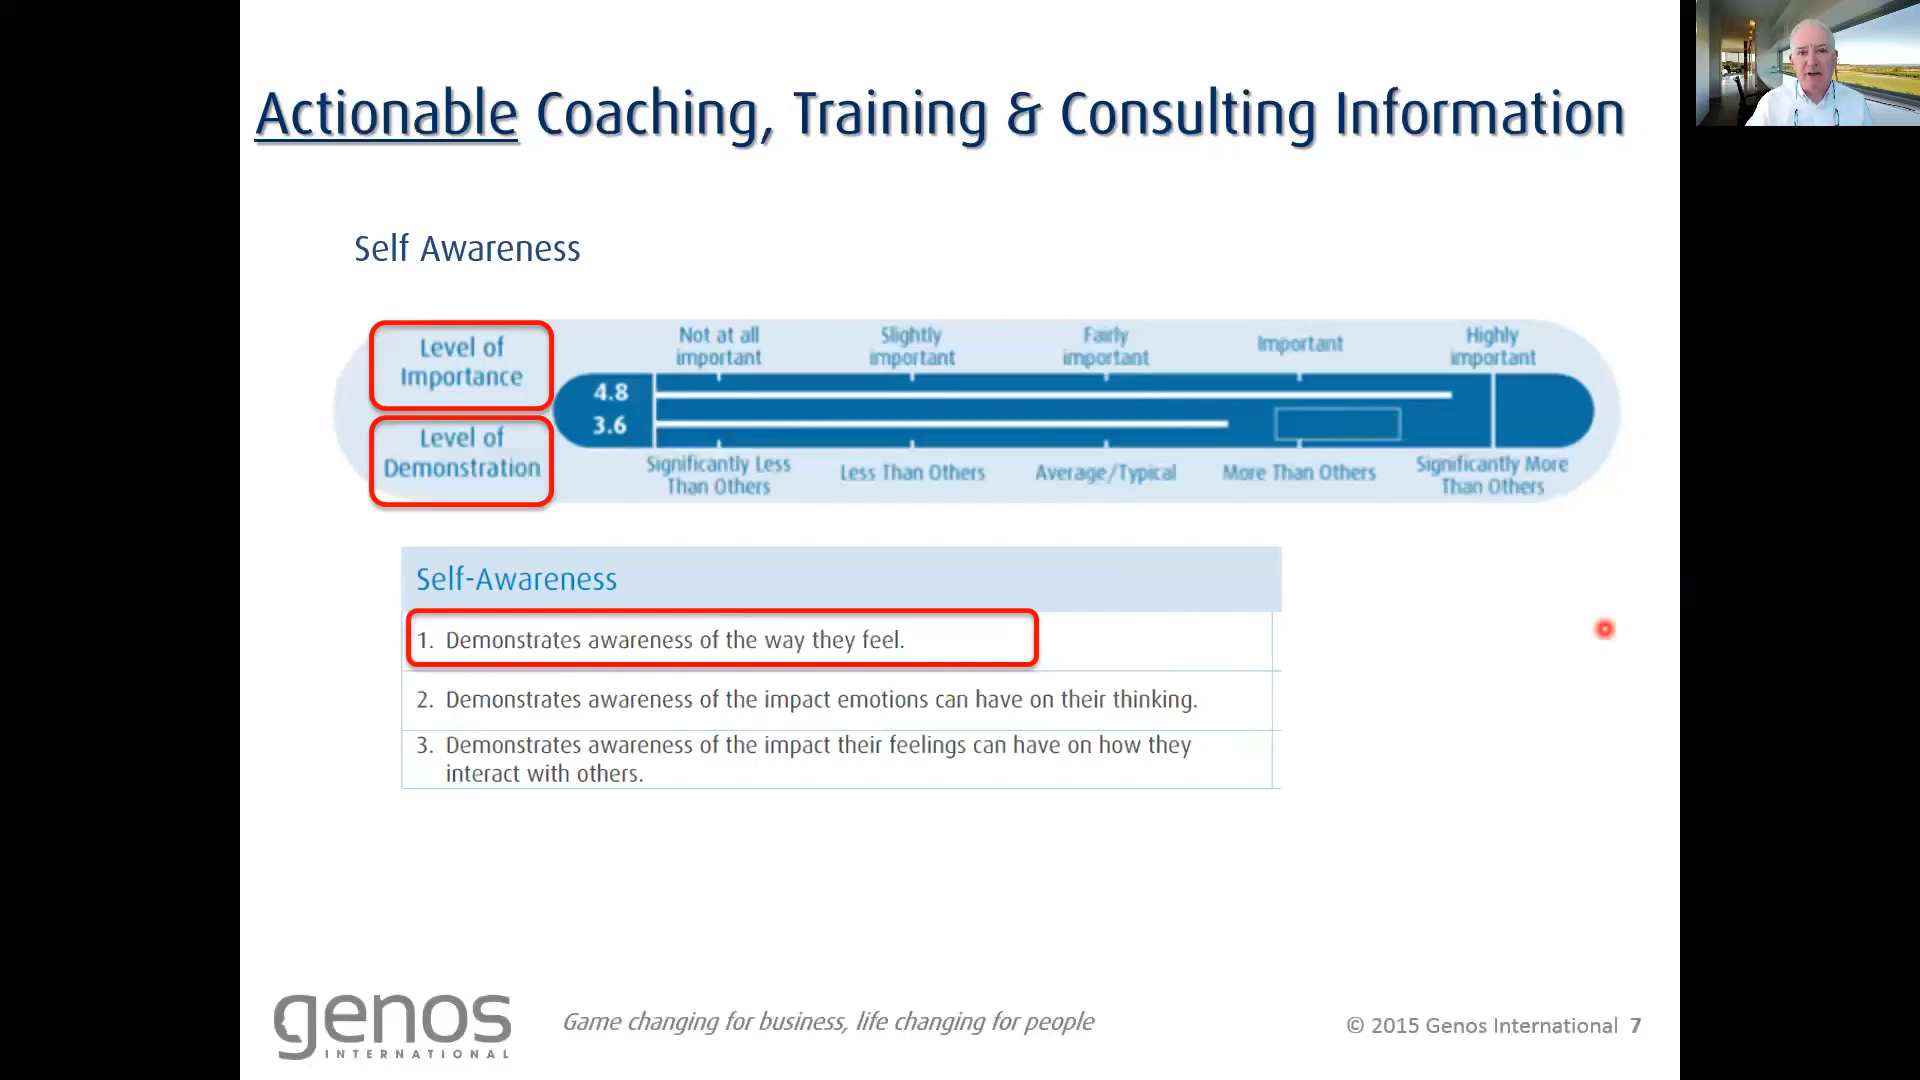 Actionable Coaching, Training & Consulting Information
Self Awareness
Level of
Importance
Not at all
important
Slightly
important
Fairly
important
Important
Highly
important
4.8
3.6
Level of
Demonstration
Significantly Less
Than Others
Less Than Others
Average/Typical
More Than Others
Significantly More
Than Others
Self-Awareness
1. Demonstrates awareness of the way they feel.
2. Demonstrates awareness of the impact emotions can have on their thinking.
3. Demonstrates awareness of the impact their feelings can have on how they
interact with others.
genos
INTERNATIONAL
Game changing for business, life changing for people
© 2015 Genos International 7